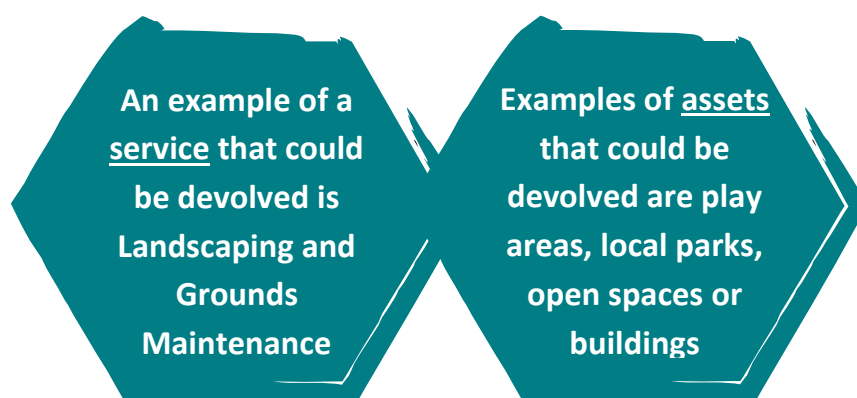 An example of a
service that could
be devolved is
Landscaping and
Grounds
Maintenance
Examples of assets
that could be
devolved are play
areas, local parks,
open spaces or
buildings